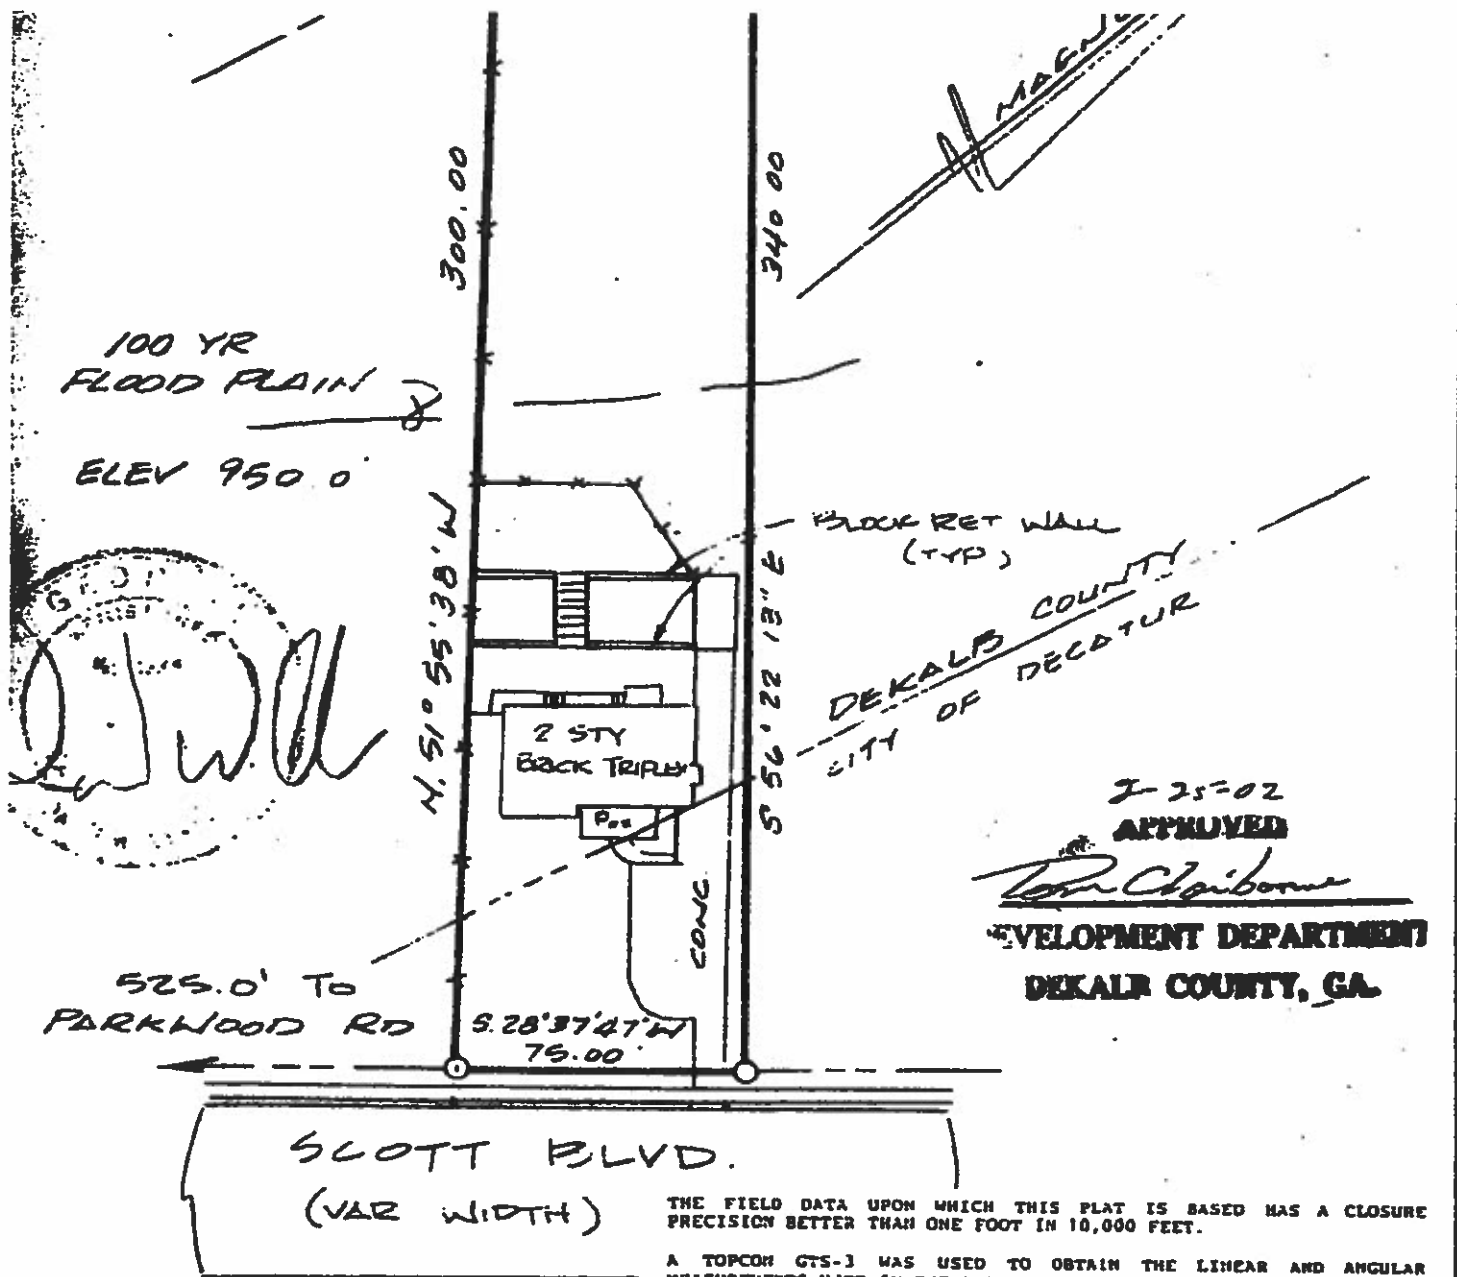 300.00
340 00
100 YR
FLOOD PLAIN
ELEV 950 0'
N. 51° 55' 38" W
S 56° 22 13" E
BLOCK RET WALL
(TYP)
DEKALB COUNTY
CITY OF DECATUR
2 STY
BRICK TRIPLEX
CONC.
2-25-02
APPROVED
Tom Claiborne
EVELOPMENT DEPARTMENT
DEKALB COUNTY, GA.
525.0' TO
PARKWOOD RD
S. 28°37'47"W
75.00
SCOTT BLVD.
(VAR WIDTH)
THE FIELD DATA UPON WHICH THIS PLAT IS BASED HAS A CLOSURE
PRECISION BETTER THAN ONE FOOT IN 10,000 FEET.
A TOPCON GTS-3 WAS USED TO OBTAIN THE LINEAR AND ANGULAR